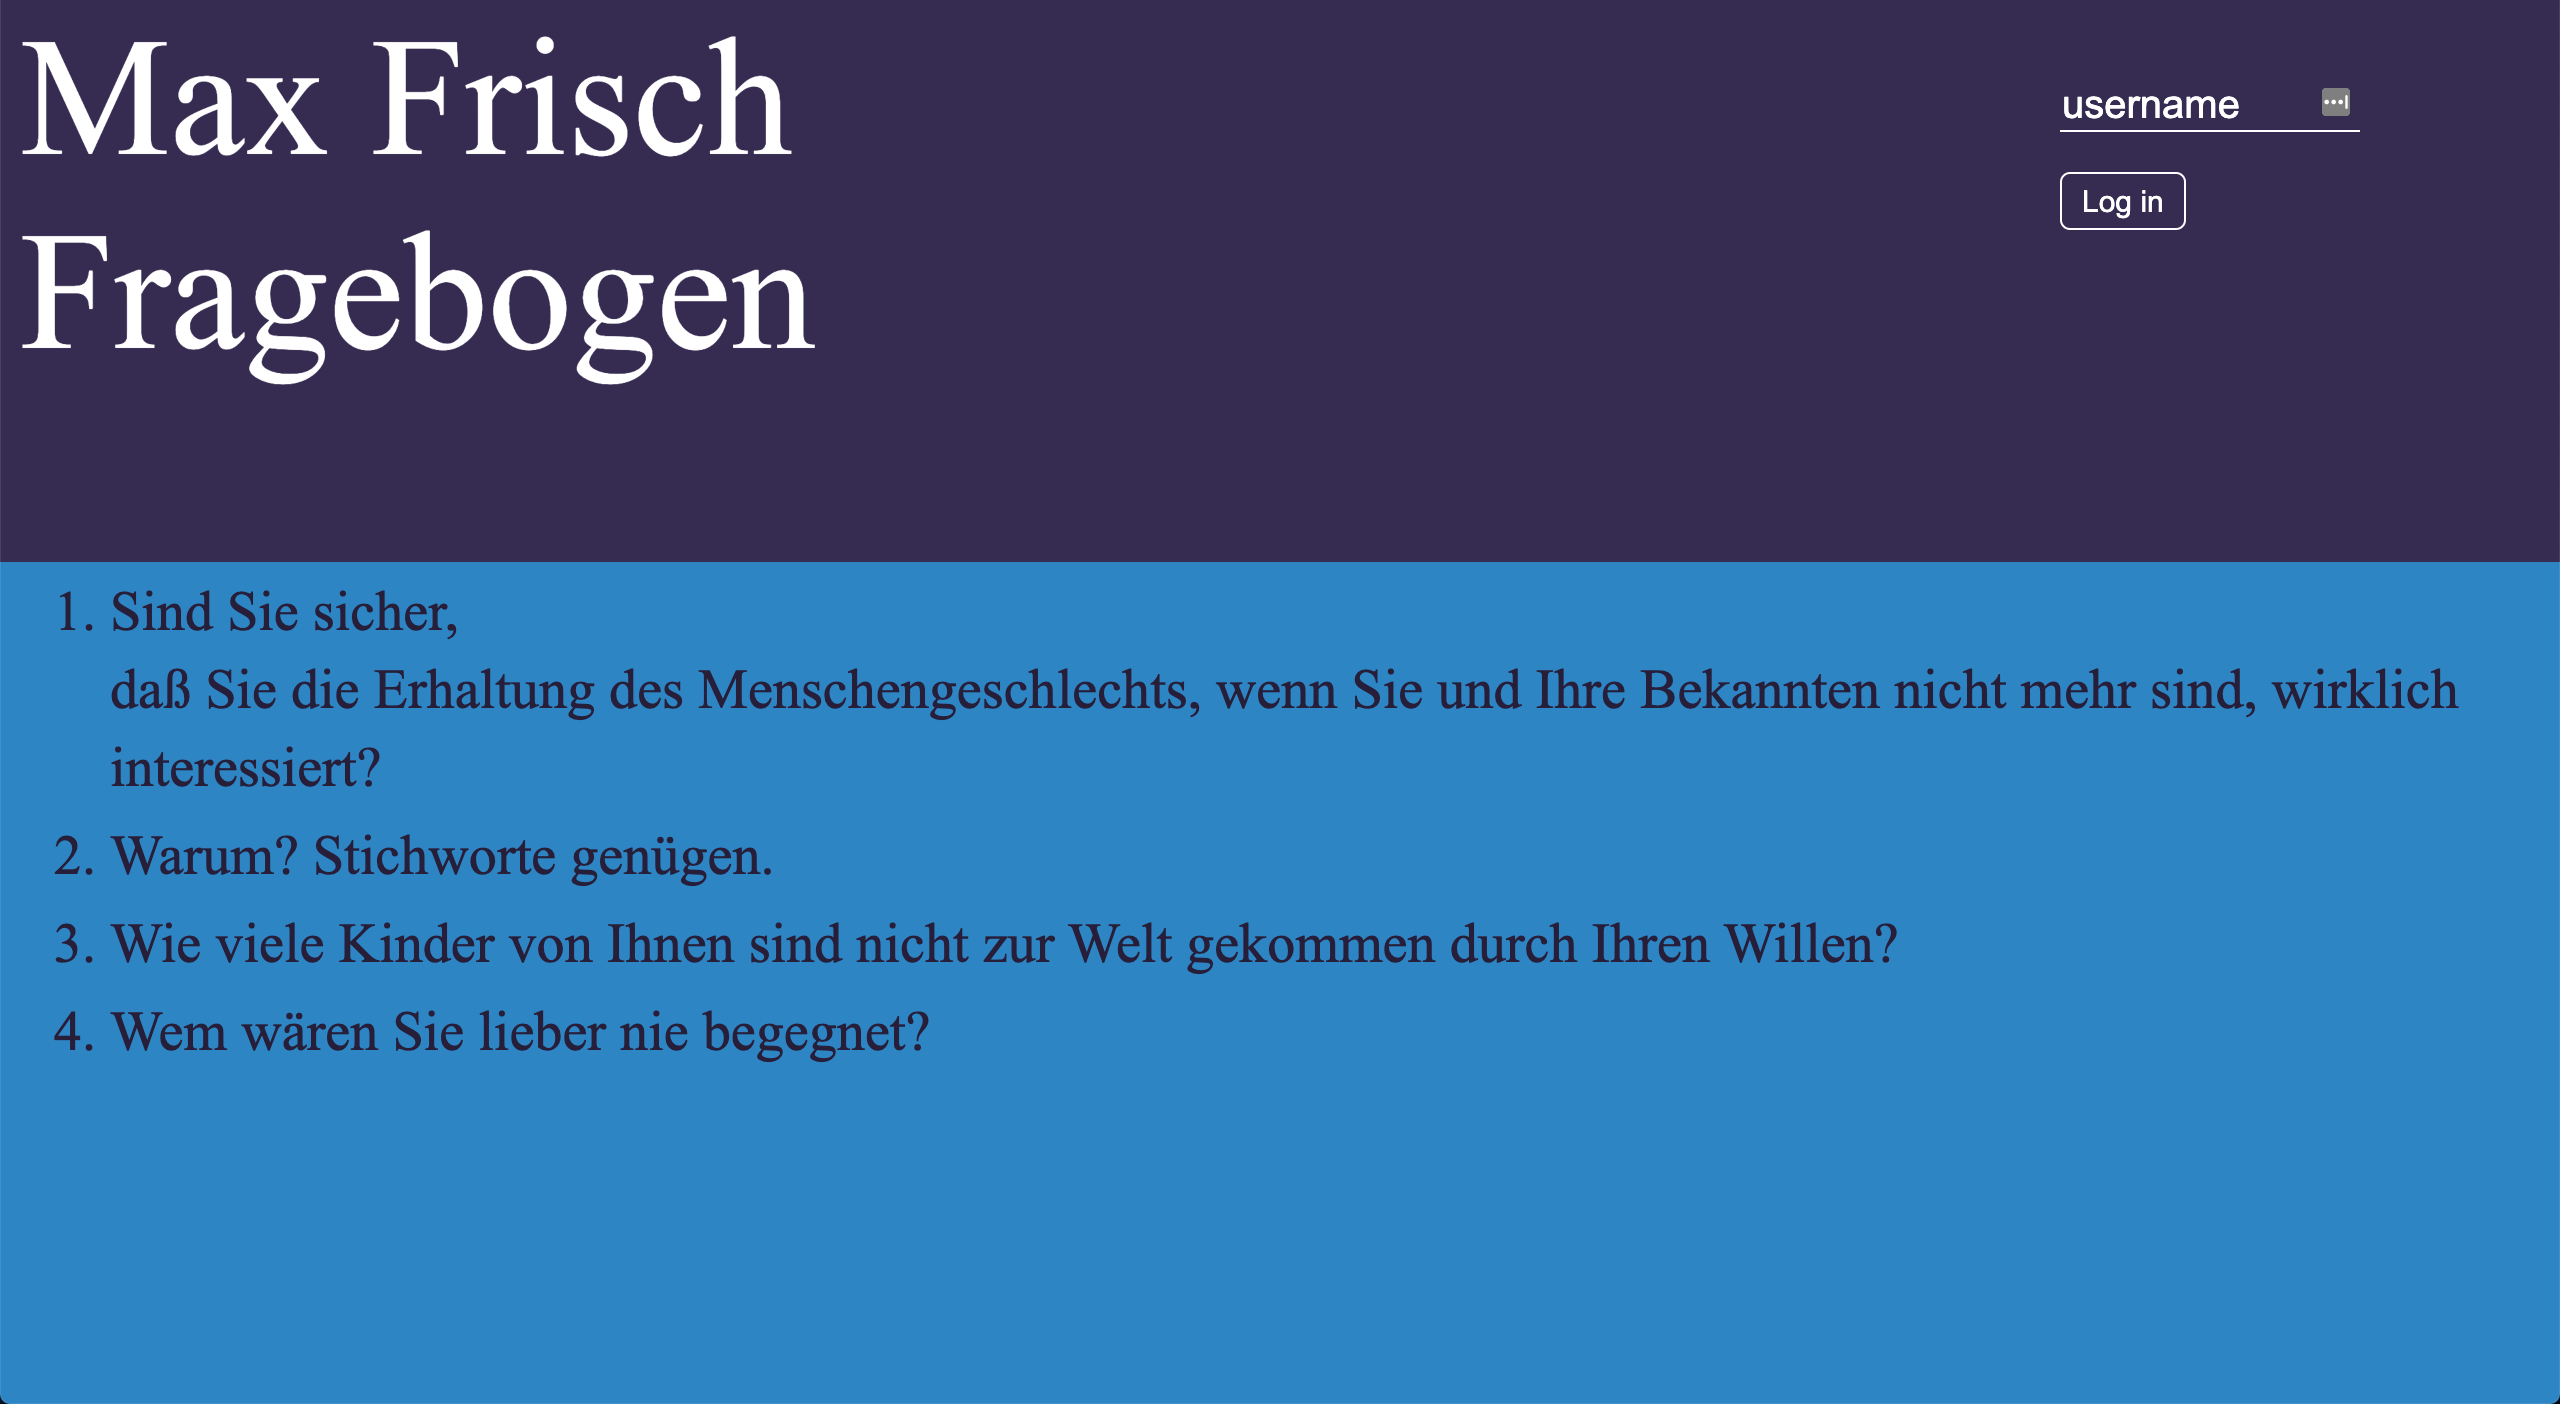 Max Frisch
Fragebogen
username
Log in
1. Sind Sie sicher,
daß Sie die Erhaltung des Menschengeschlechts, wenn Sie und Ihre Bekannten nicht mehr sind, wirklich
interessiert?
2. Warum? Stichworte genügen.
3. Wie viele Kinder von Ihnen sind nicht zur Welt gekommen durch Ihren Willen?
4. Wem wären Sie lieber nie begegnet?